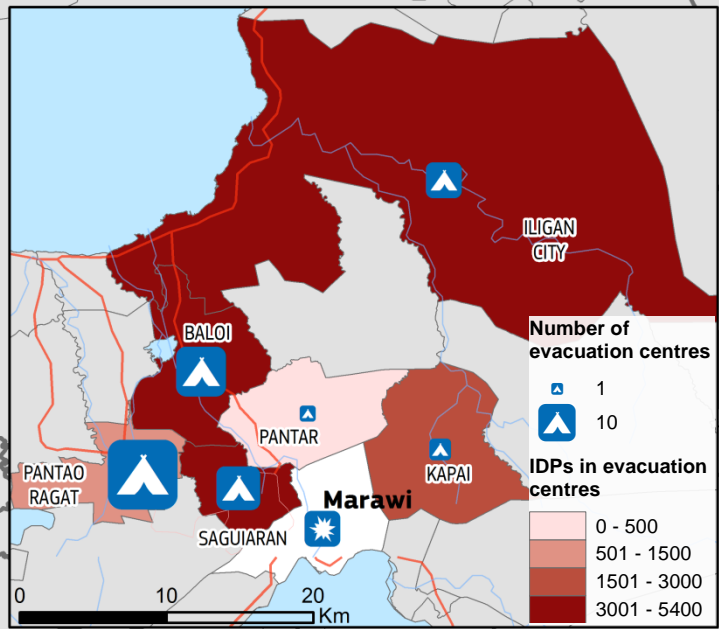 ILIGAN
CITY
BALOI
PANTAR
PANTAO
RAGAT
KAPAI
Marawi
SAGUIARAN
0 10 20
Km
Number of
evacuation centres
1
10
IDPs in evacuation
centres
0 - 500
501 - 1500
1501 - 3000
3001 - 5400